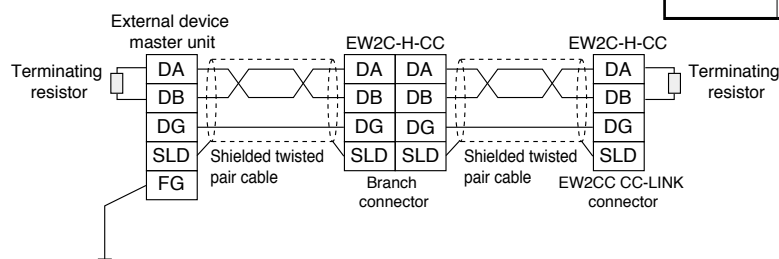 External device
master unit
EW2C-H-CC
EW2C-H-CC
Terminating
resistor
DA
DB
DG
SLD
FG
Shielded twisted
pair cable
DA DA
DB DB
DG DG
SLD SLD
Branch
connector
Shielded twisted
pair cable
DA
DB
DG
SLD
EW2CC CC-LINK
connector
Terminating
resistor